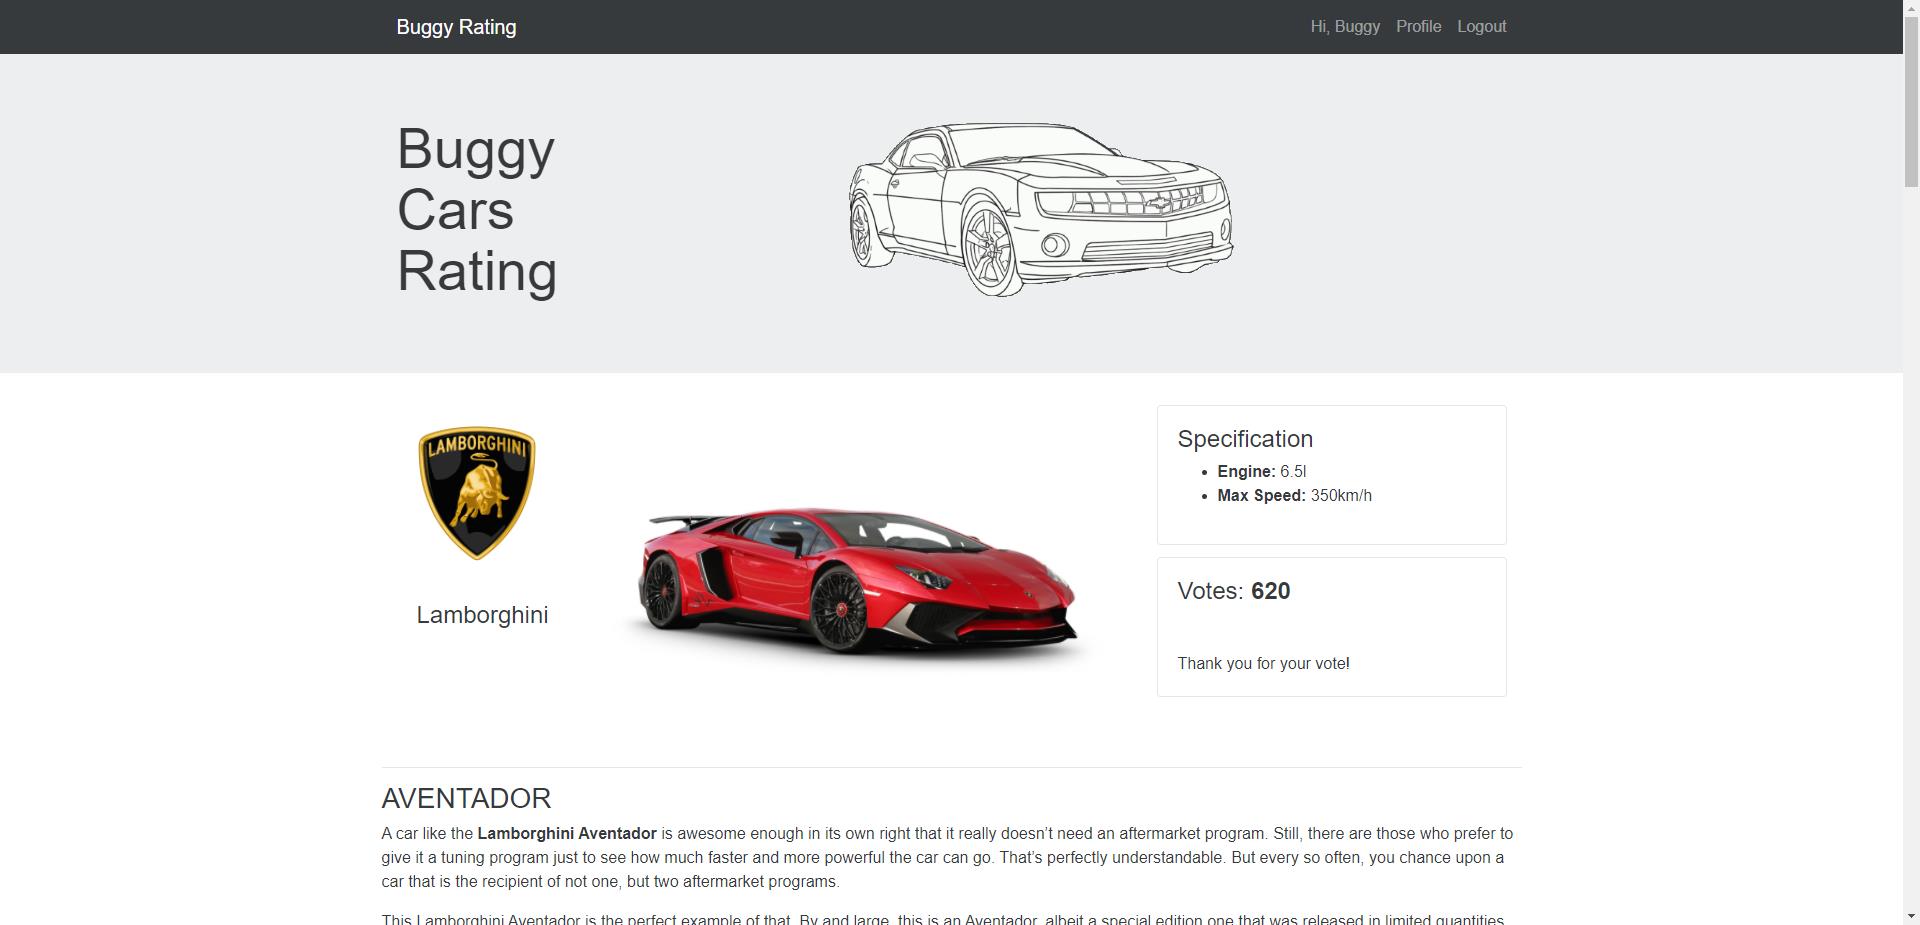 Buggy Rating
Hi, Buggy Profile Logout
Buggy
Cars
Rating
LAMBORGHINI
Lamborghini
Specification
Engine: 6.5l
Max Speed: 350km/h
Votes: 620
Thank you for your vote!
AVENTADOR
A car like the Lamborghini Aventador is awesome enough in its own right that it really doesn’t need an aftermarket program. Still, there are those who prefer to
give it a tuning program just to see how much faster and more powerful the car can go. That’s perfectly understandable. But every so often, you chance upon a
car that is the recipient of not one, but two aftermarket programs.
This Lamborghini Aventador is the perfect example of that. By and large, this is an Aventador, albeit a special edition one that was released in limited quantities